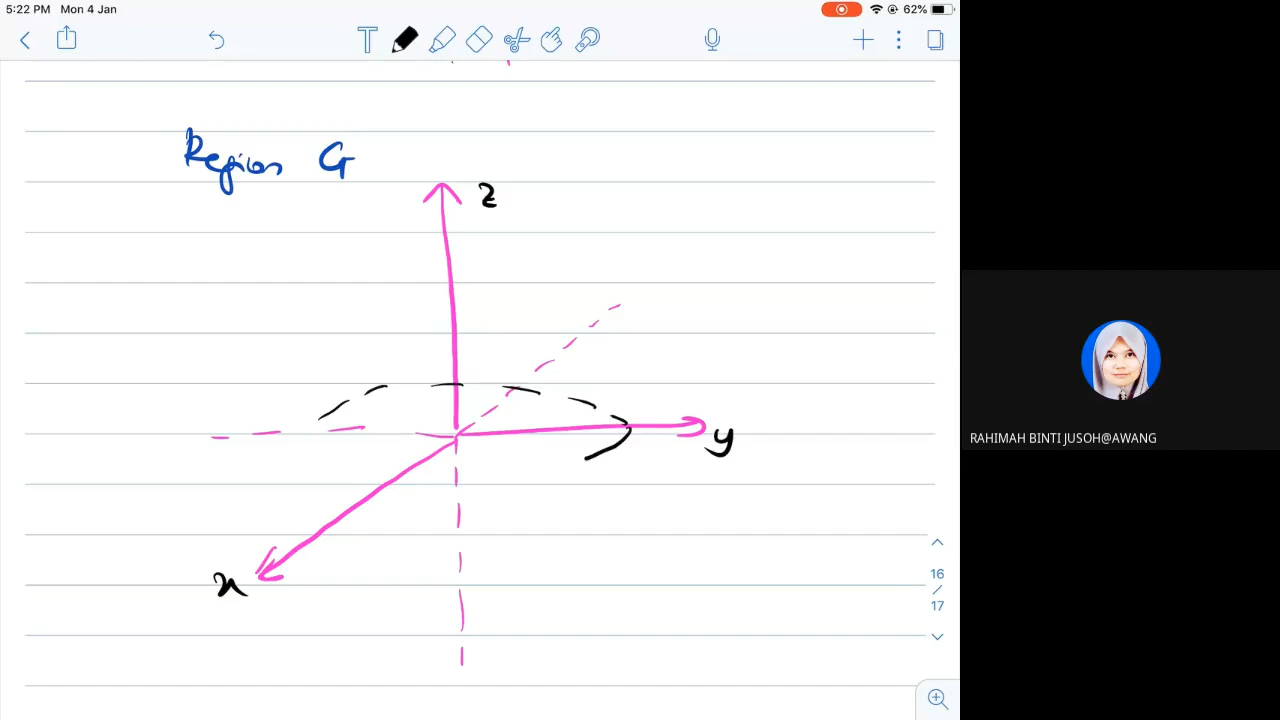 5:22 PM Mon 4 Jan
62%
T
Region G
z
y
x
RAHIMAH BINTI JUSOH@AWANG
16
/
17